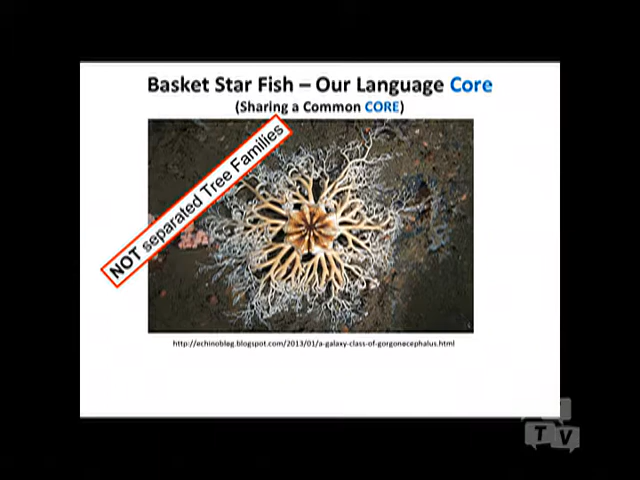 Basket Star Fish – Our Language Core
(Sharing a Common CORE)
NOT separated Tree Families
http://echinoblog.blogspot.com/2013/01/a-galaxy-class-of-gorgonocephalus.html
T V